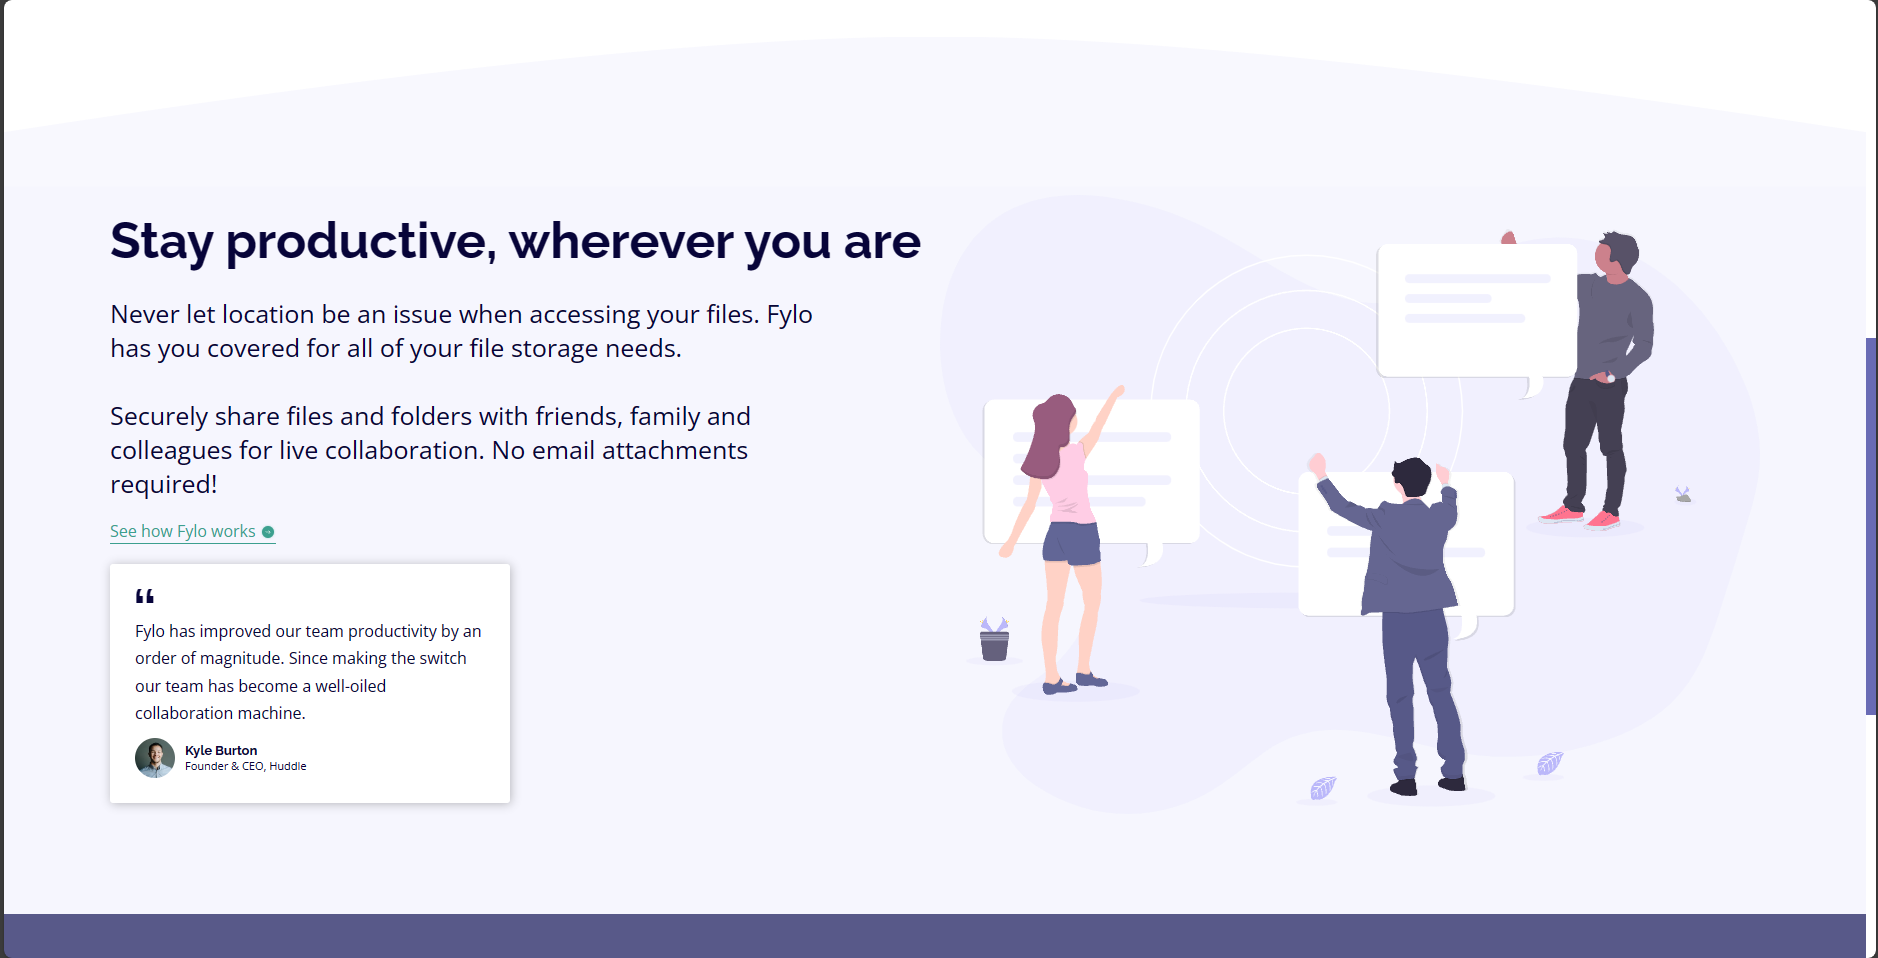 Stay productive, wherever you are
Never let location be an issue when accessing your files. Fylo
has you covered for all of your file storage needs.
Securely share files and folders with friends, family and
colleagues for live collaboration. No email attachments
required!
See how Fylo works
“
Fylo has improved our team productivity by an
order of magnitude. Since making the switch
our team has become a well-oiled
collaboration machine.
Kyle Burton
Founder & CEO, Huddle